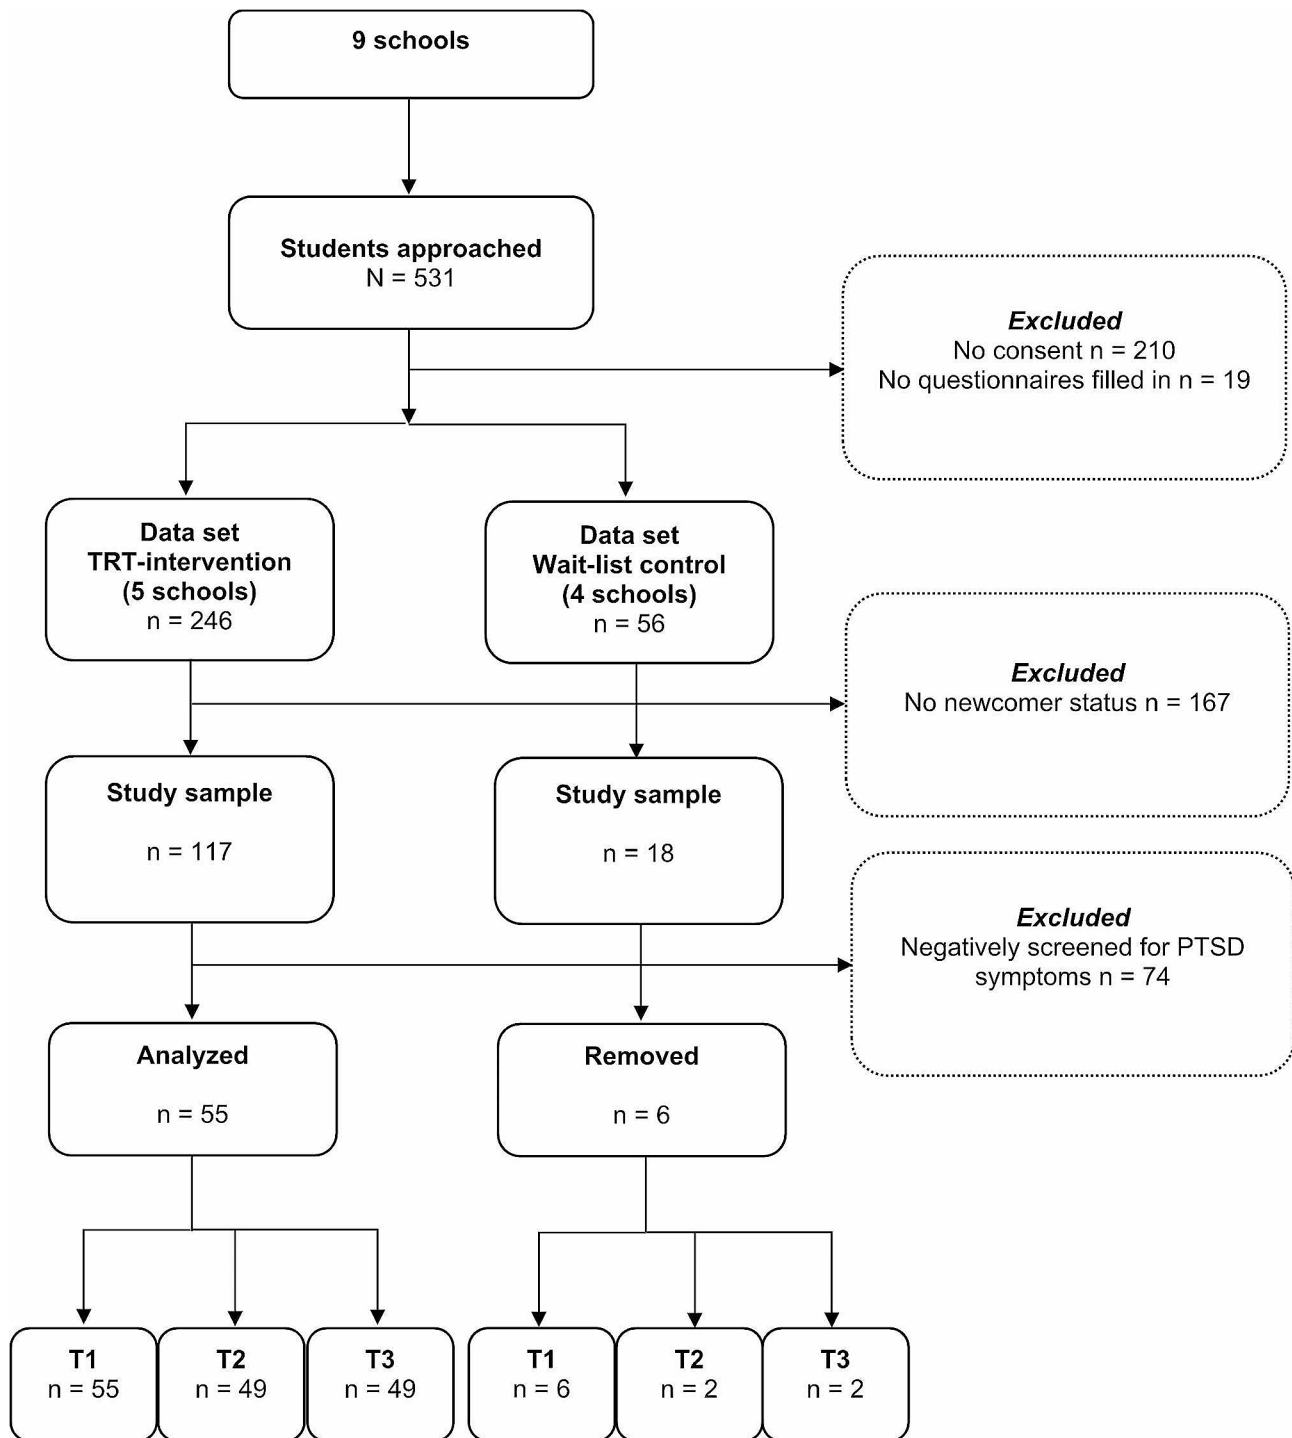 9 schools
Students approached
N = 531
Excluded
No consent n = 210
No questionnaires filled in n = 19
Data set
TRT-intervention
(5 schools)
n = 246
Data set
Wait-list control
(4 schools)
n = 56
Excluded
No newcomer status n = 167
Study sample
n = 117
Study sample
n = 18
Excluded
Negatively screened for PTSD
symptoms n = 74
Analyzed
n = 55
Removed
n = 6
T1
n = 55
T2
n = 49
T3
n = 49
T1
n = 6
T2
n = 2
T3
n = 2